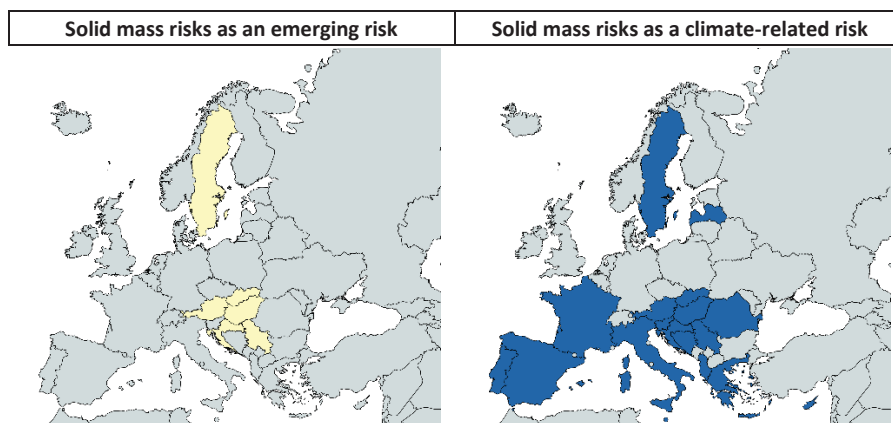 Solid mass risks as an emerging risk
Solid mass risks as a climate-related risk